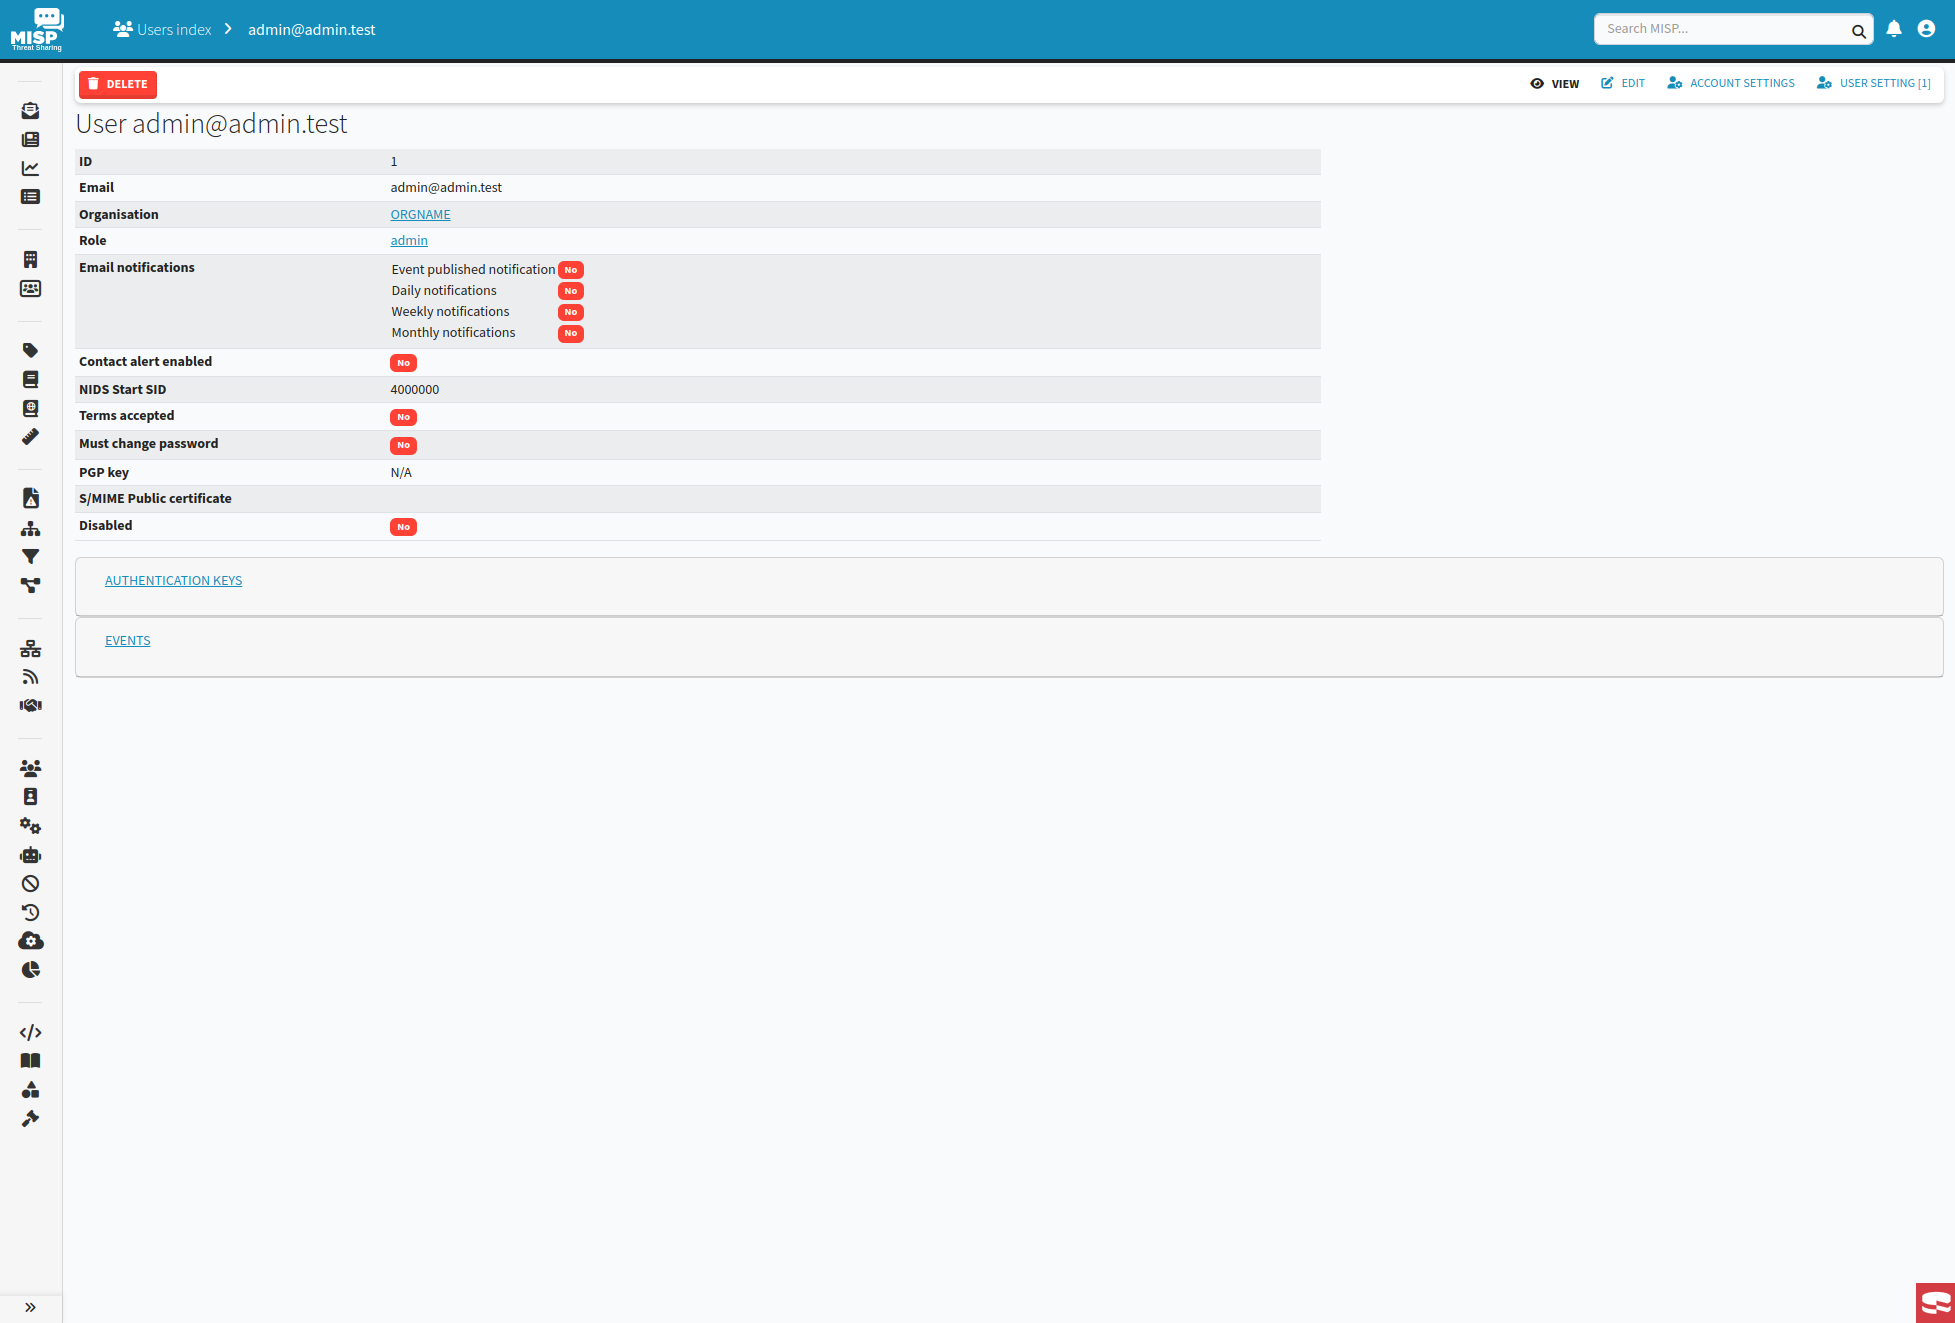 MISP
Threat Sharing
Users index
admin@admin.test
Search MISP...
DELETE
VIEW
EDIT
ACCOUNT SETTINGS
USER SETTING [1]
User admin@admin.test
ID 1
Email admin@admin.test
Organisation ORGNAME
Role admin
Email notifications Event published notification No
Daily notifications No
Weekly notifications No
Monthly notifications No
Contact alert enabled No
NIDS Start SID 4000000
Terms accepted No
Must change password No
PGP key N/A
S/MIME Public certificate
Disabled No
AUTHENTICATION KEYS
EVENTS